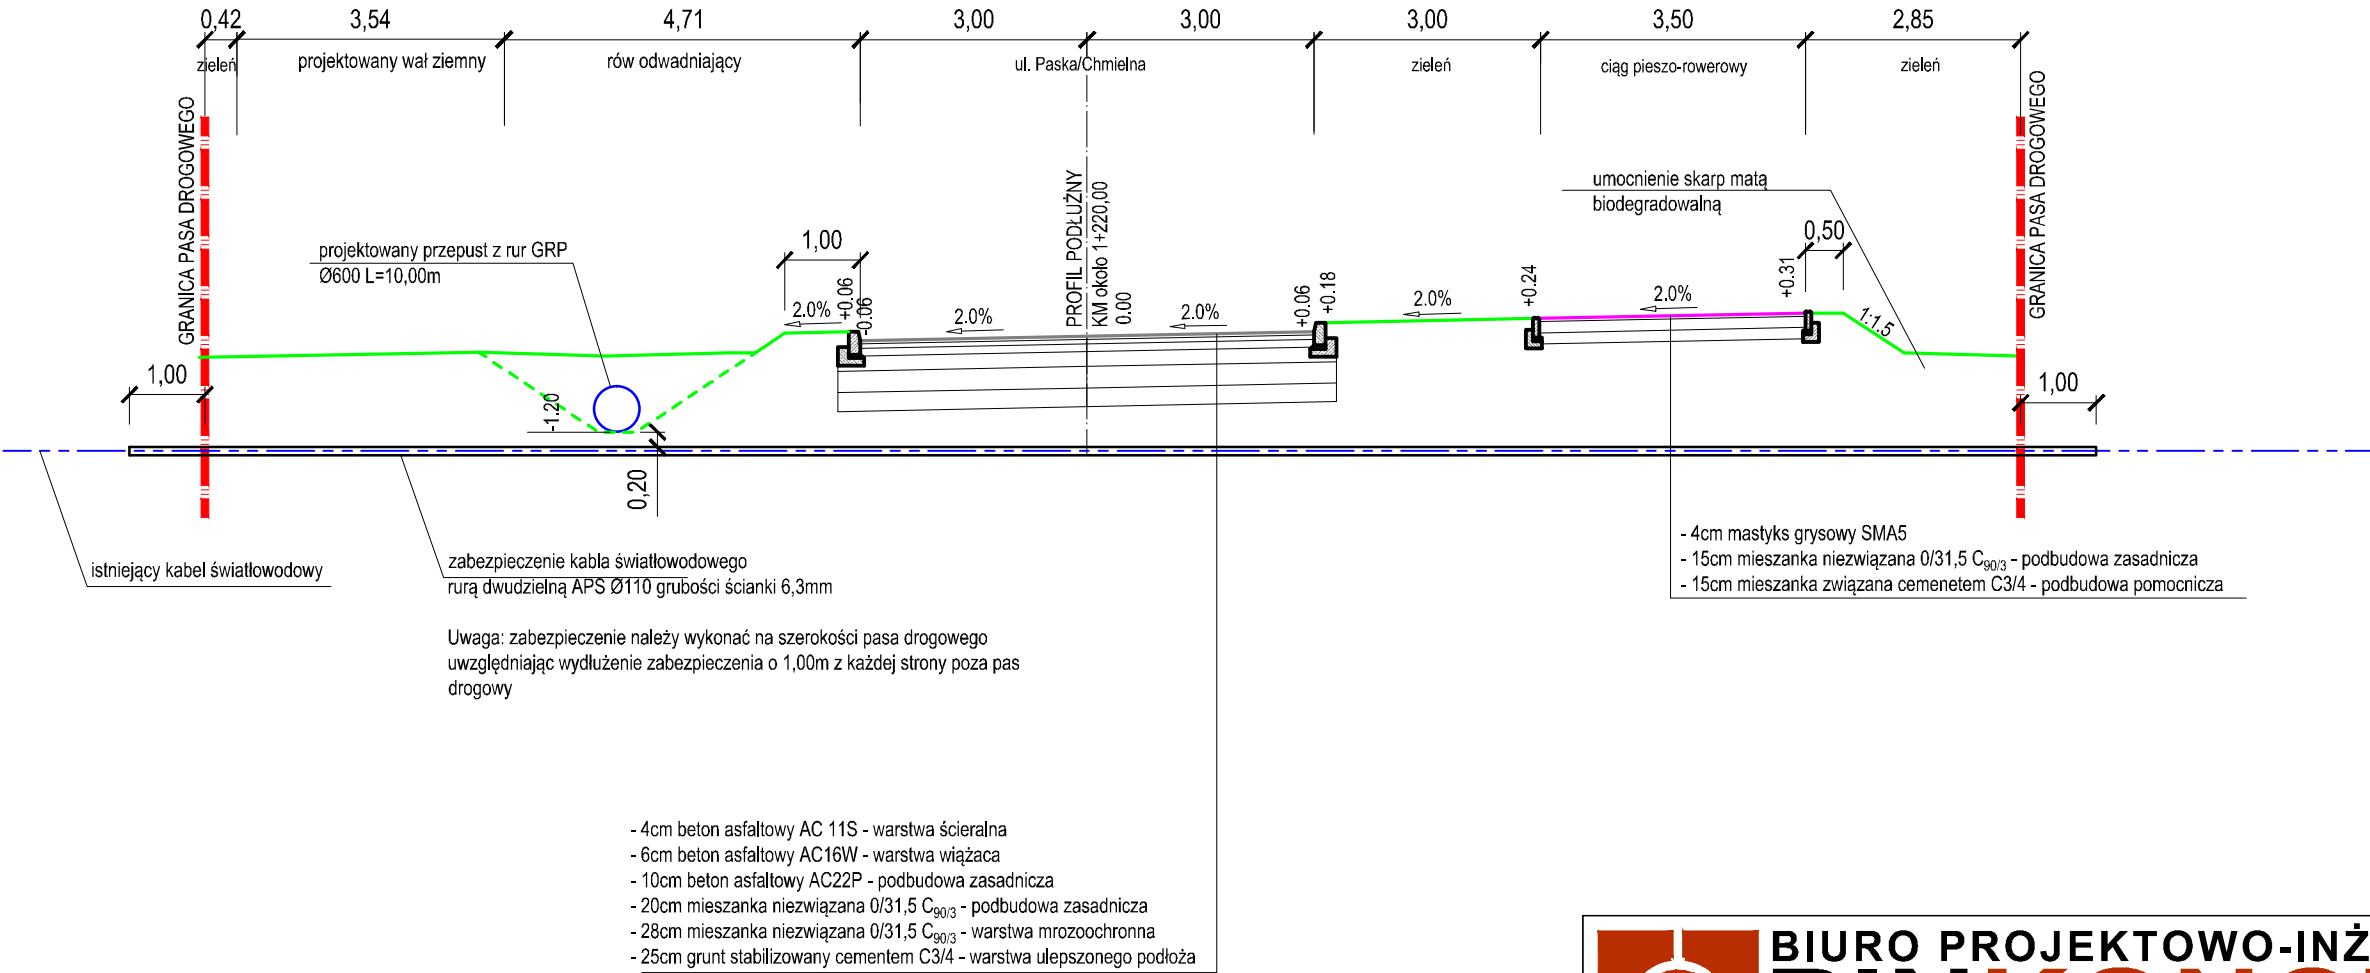 0,42 3,54 4,71 3,00 3,00 3,00 3,50 2,85
zieleń projektowany wał ziemny rów odwadniający ul. Paska/Chmielna zieleń ciąg pieszo-rowerowy zieleń
GRANICA PASA DROGOWEGO
PROFIL PODŁUŻNY
KM około 1+220,00
0.00
GRANICA PASA DROGOWEGO
umocnienie skarp matą
biodegradowalną
projektowany przepust z rur GRP
Ø600 L=10,00m
1,00
0,50
2.0%
+0.06
-0.06
2.0%
2.0%
+0.06
+0.18
2.0%
+0.24
2.0%
+0.31
1:1.5
1,00
1,00
-1.20
0,20
istniejący kabel światłowodowy
zabezpieczenie kabla światłowodowego
rurą dwudzielną APS Ø110 grubości ścianki 6,3mm
Uwaga: zabezpieczenie należy wykonać na szerokości pasa drogowego
uwzględniając wydłużenie zabezpieczenia o 1,00m z każdej strony poza pas
drogowy
- 4cm mastyks grysowy SMA5
- 15cm mieszanka niezwiązana 0/31,5 C90/3 - podbudowa zasadnicza
- 15cm mieszanka związana cemenetem C3/4 - podbudowa pomocnicza
- 4cm beton asfaltowy AC 11S - warstwa ścieralna
- 6cm beton asfaltowy AC16W - warstwa wiążaca
- 10cm beton asfaltowy AC22P - podbudowa zasadnicza
- 20cm mieszanka niezwiązana 0/31,5 C90/3 - podbudowa zasadnicza
- 28cm mieszanka niezwiązana 0/31,5 C90/3 - warstwa mrozoochronna
- 25cm grunt stabilizowany cementem C3/4 - warstwa ulepszonego podłoża
BIURO PROJEKTOWO-INŻ